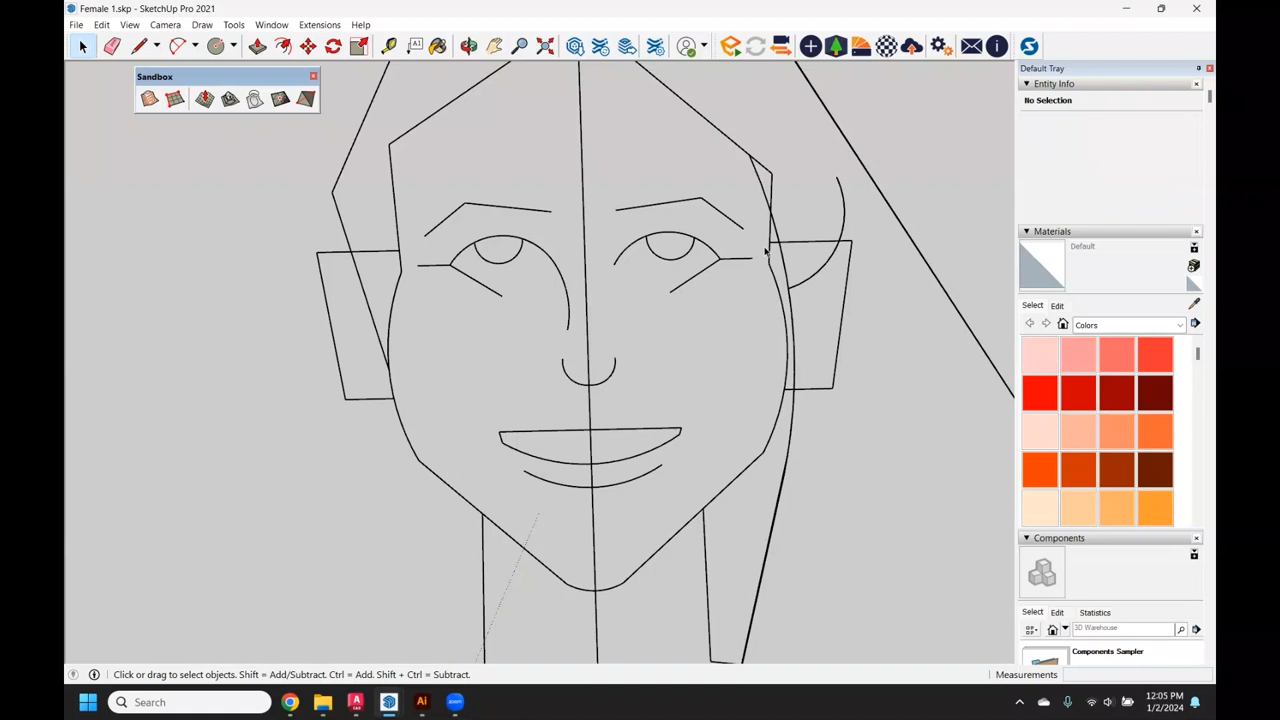 Female 1.skp - SketchUp Pro 2021
File Edit View Camera Draw Tools Window Extensions Help
Sandbox
Default Tray
Entity Info
No Selection
Materials
Default
Select Edit
Colors
Components
Select Edit Statistics
3D Warehouse
Components Sampler
Click or drag to select objects. Shift = Add/Subtract. Ctrl = Add. Shift + Ctrl = Subtract.
Measurements
Search
12:05 PM
1/2/2024